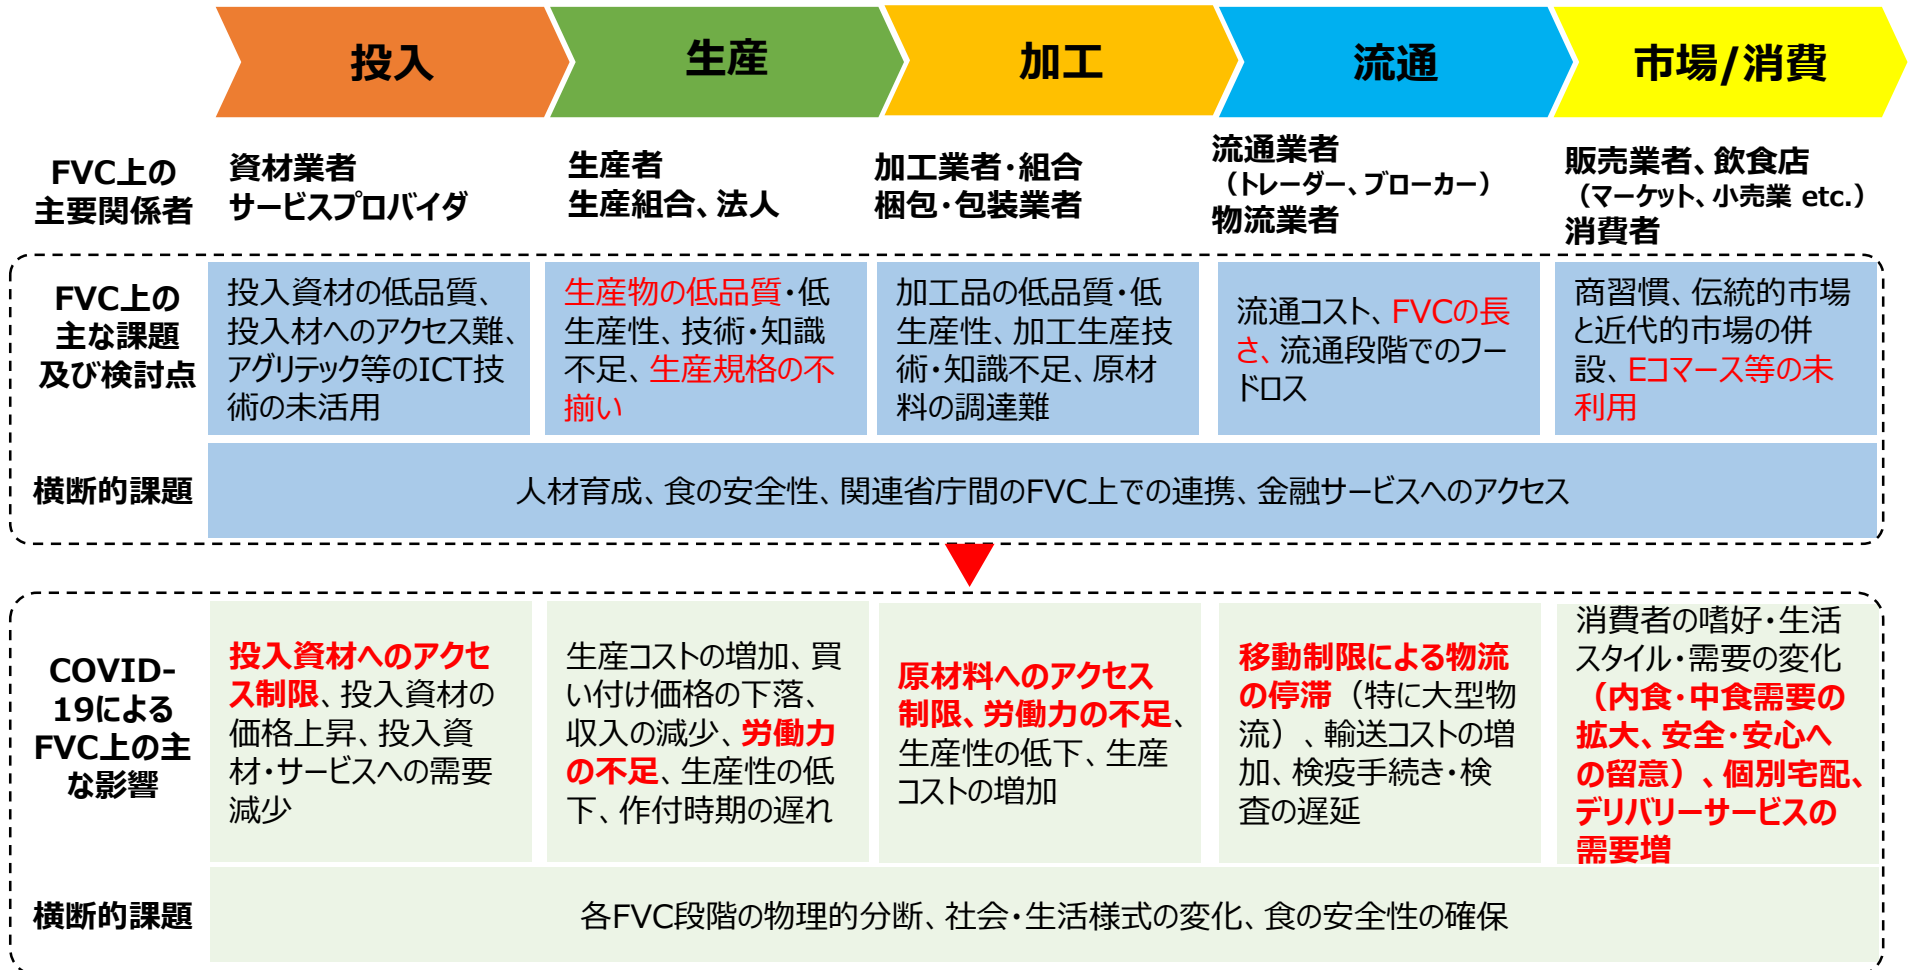 投入
生産
加工
流通
市場/消費
FVC上の
主要関係者
資材業者
サービスプロバイダ
生産者
生産組合、法人
加工業者・組合
梱包・包装業者
流通業者
（トレーダー、ブローカー）
物流業者
販売業者、飲食店
（マーケット、小売業 etc.）
消費者
FVC上の
主な課題
及び検討点
投入資材の低品質、
投入材へのアクセス難、
アグリテック等のICT技
術の未活用
生産物の低品質・低
生産性、技術・知識
不足、生産規格の不
揃い
加工品の低品質・低
生産性、加工生産技
術・知識不足、原材
料の調達難
流通コスト、FVCの長
さ、流通段階でのフー
ドロス
商習慣、伝統的市場
と近代的市場の併
設、Eコマース等の未
利用
横断的課題
人材育成、食の安全性、関連省庁間のFVC上での連携、金融サービスへのアクセス
COVID-
19による
FVC上の主
な影響
投入資材へのアクセ
ス制限、投入資材の
価格上昇、投入資
材・サービスへの需要
減少
生産コストの増加、買
い付け価格の下落、
収入の減少、労働力
の不足、生産性の低
下、作付時期の遅れ
原材料へのアクセス
制限、労働力の不足、
生産性の低下、生産
コストの増加
移動制限による物流
の停滞（特に大型物
流）、輸送コストの増
加、検疫手続き・検
査の遅延
消費者の嗜好・生活
スタイル・需要の変化
（内食・中食需要の
拡大、安全・安心へ
の留意）、個別宅配、
デリバリーサービスの
需要増
横断的課題
各FVC段階の物理的分断、社会・生活様式の変化、食の安全性の確保